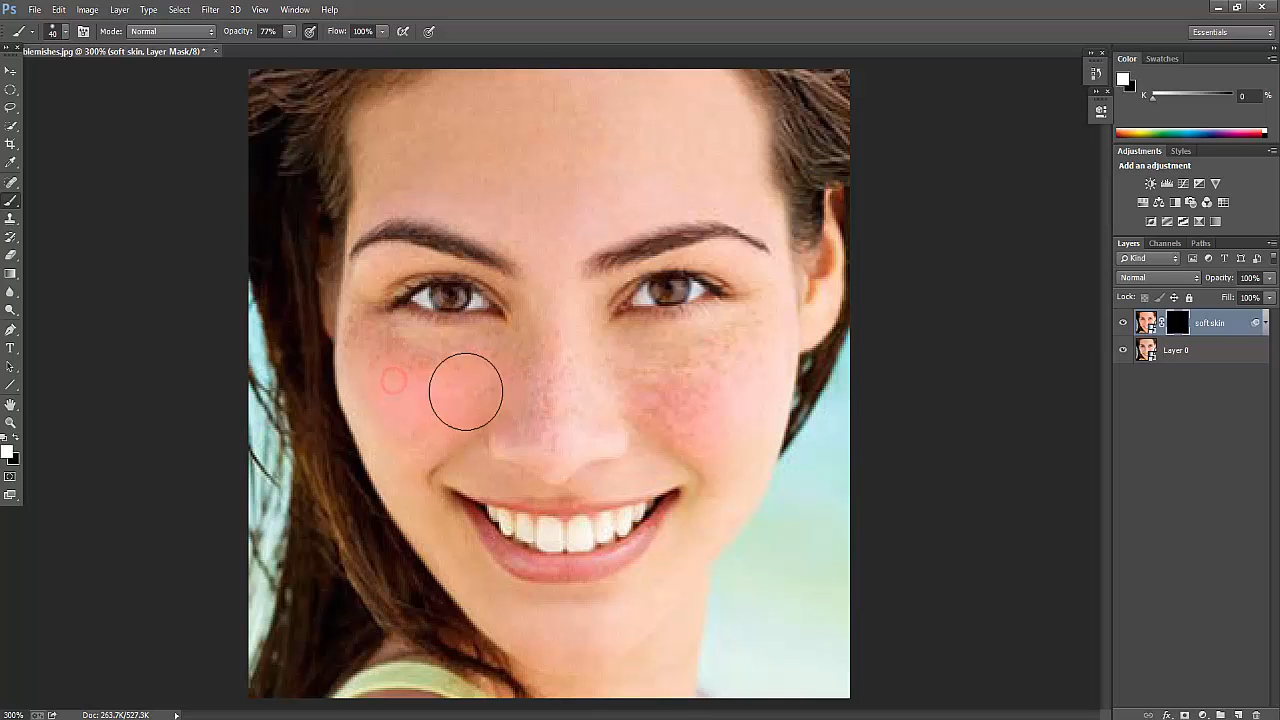 Ps File Edit Image Layer Type Select Filter 3D View Window Help
40 Mode: Normal Opacity: 77% Flow: 100% Essentials
blemishes.jpg @ 300% (soft skin, Layer Mask/8) * ×
Color Swatches
K 0 %
Adjustments Styles
Add an adjustment
Layers Channels Paths
Kind
Normal Opacity: 100%
Lock: Fill: 100%
soft skin
Layer 0
300% Doc: 263.7K/527.3K